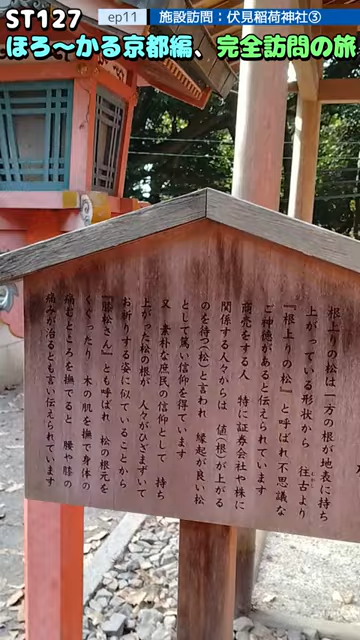 ST127
ep11
施設訪問：伏見稲荷神社③
ほろ～かる京都編、完全訪問の旅
根上りの松は一方の根が地表に持ち
上がっている形状から 往古より
『根上りの松』と呼ばれ不思議な
ご神徳があると伝えられています
商売をする人 特に証券会社や株に
関係する人々からは 値（根）が上がる
のを待つ（松）と言われ 縁起が良い松
として篤い信仰を得ています
又 素朴な庶民の信仰として 持ち
上がった松の根が 人々がひざまずいて
お祈りする姿に似ていることから
『膝松さん』とも呼ばれ 松の根元を
くぐったり 木の肌を撫で身体の
痛むところを撫でると 腰や膝の
痛みが治るとも言い伝えられています